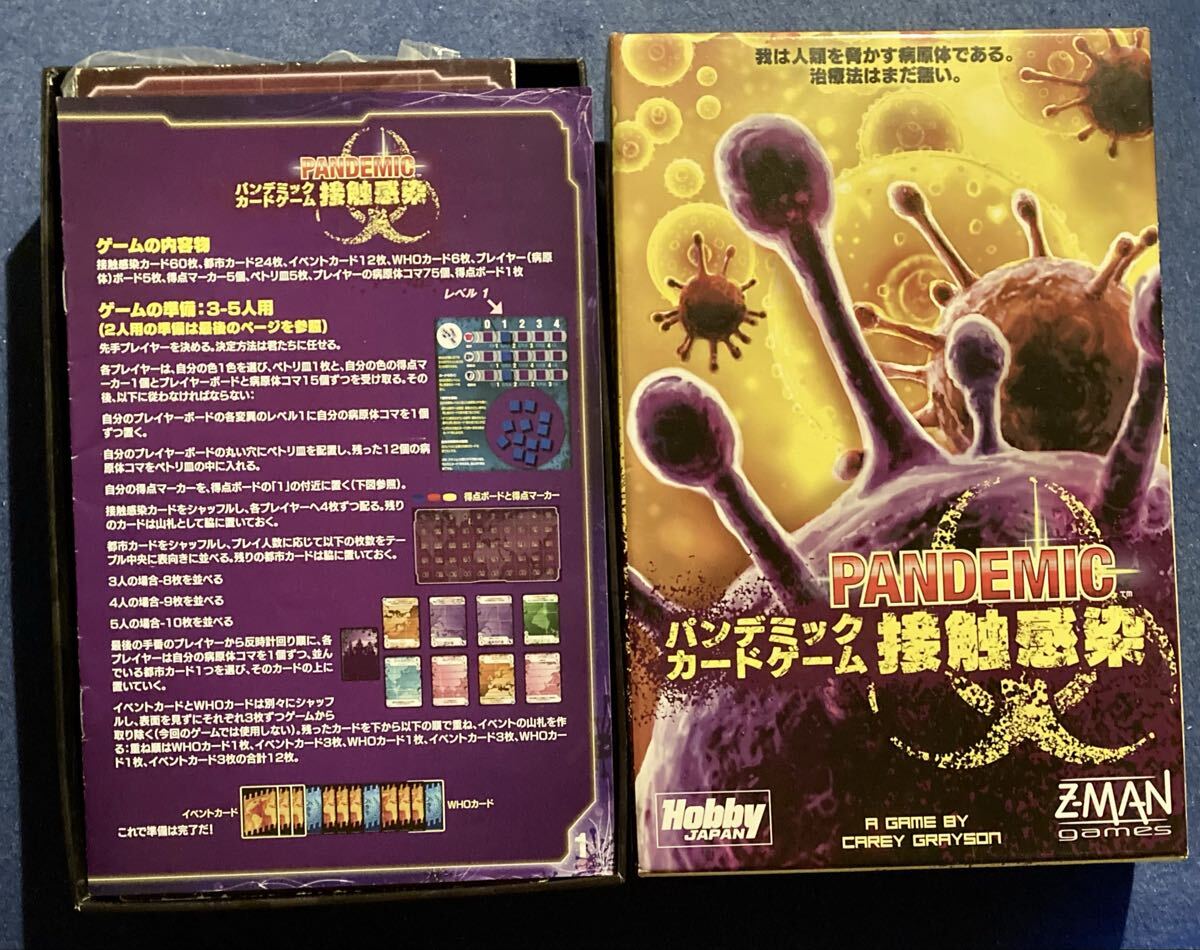 PANDEMIC
パンデミック
カードゲーム 接触感染
ゲームの内容物
接触感染カード60枚、都市カード24枚、イベントカード12枚、WHOカード6枚、プレイヤー(病原
体)ボード5枚、得点マーカー5個、ペトリ皿5枚、プレーヤーの病原体コマ75個、得点ボード1枚
ゲームの準備:3-5人用
(2人用の準備は最後のページを参照)
レベル 1
0 1 2 3 4
先手プレイヤーを決める。決定方法は君たちに任せる。
各プレイヤーは、自分の色1色を選び、ペトリ皿1枚と、自分の色の得点マ
ーカー1個とプレイヤーボードと病原体コマ15個ずつを受け取る。その
後、以下に従わなければならない:
自分のプレイヤーボードの各変異のレベル1に自分の病原体コマを1個
ずつ置く。
自分のプレイヤーボードの丸い穴にペトリ皿を配置し、残った12個の病
原体コマをペトリ皿の中に入れる。
自分の得点マーカーを、得点ボードの「1」の付近に置く(下図参照)。
得点ボードと得点マーカー
接触感染カードをシャッフルし、各プレイヤーへ4枚ずつ配る。残り
のカードは山札として脇に置いておく。
都市カードをシャッフルし、プレイ人数に応じて以下の枚数をテー
ブル中央に表向きに並べる。残りの都市カードは脇に置いておく。
3人の場合-8枚を並べる
4人の場合-9枚を並べる
5人の場合-10枚を並べる
最後の手番のプレイヤーから反時計回り順に、各
プレイヤーは自分の病原体コマを1個ずつ、並ん
でいる都市カード1つを選び、そのカードの上に
置いていく。
イベントカードとWHOカードは別々にシャッフ
ルし、表面を見ずにそれぞれ3枚ずつゲームから
取り除く(今回のゲームでは使用しない)。残ったカードを下から以下の順で重ね、イベントの山札を作
る:重ね順はWHOカード1枚、イベントカード3枚、WHOカード1枚、イベントカード3枚、WHOカー
ド1枚、イベントカード3枚の合計12枚。
イベントカード
WHOカード
これで準備は完了だ!
1
我は人類を脅かす病原体である。
治療法はまだ無い。
PANDEMIC™
パンデミック
カードゲーム 接触感染
Hobby
JAPAN
A GAME BY
CAREY GRAYSON
Z-MAN
games